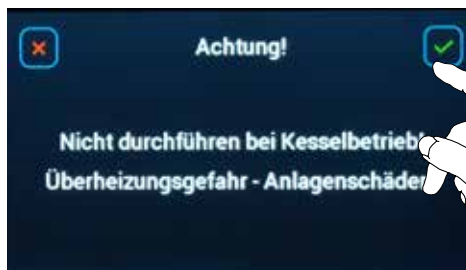 Achtung!
Nicht durchführen bei Kesselbetrieb!
Überheizungsgefahr - Anlagenschäden